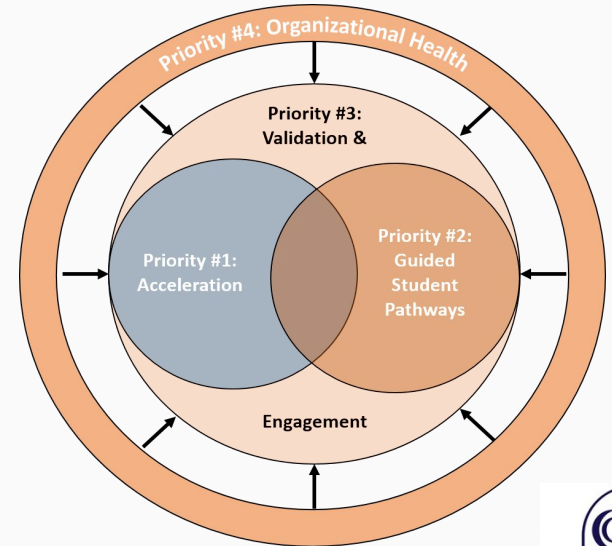 Priority #4: Organizational Health
Priority #3:
Validation &
Priority #1:
Acceleration
Priority #2:
Guided
Student
Pathways
Engagement